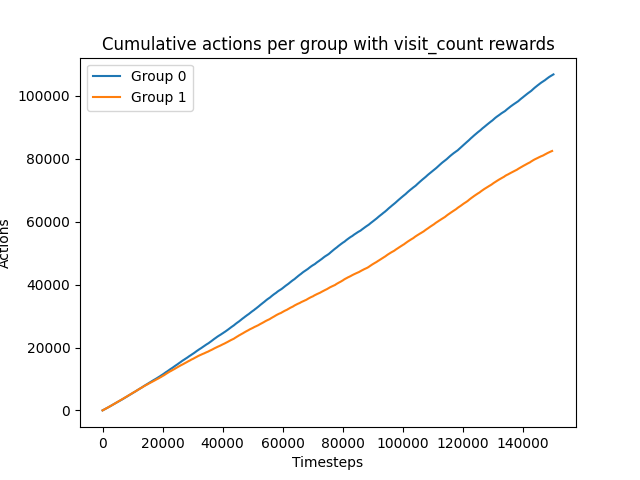 Cumulative actions per group with visit_count rewards
Group 0
Group 1
100000
80000
60000
40000
20000
0
Actions
0 20000 40000 60000 80000 100000 120000 140000
Timesteps